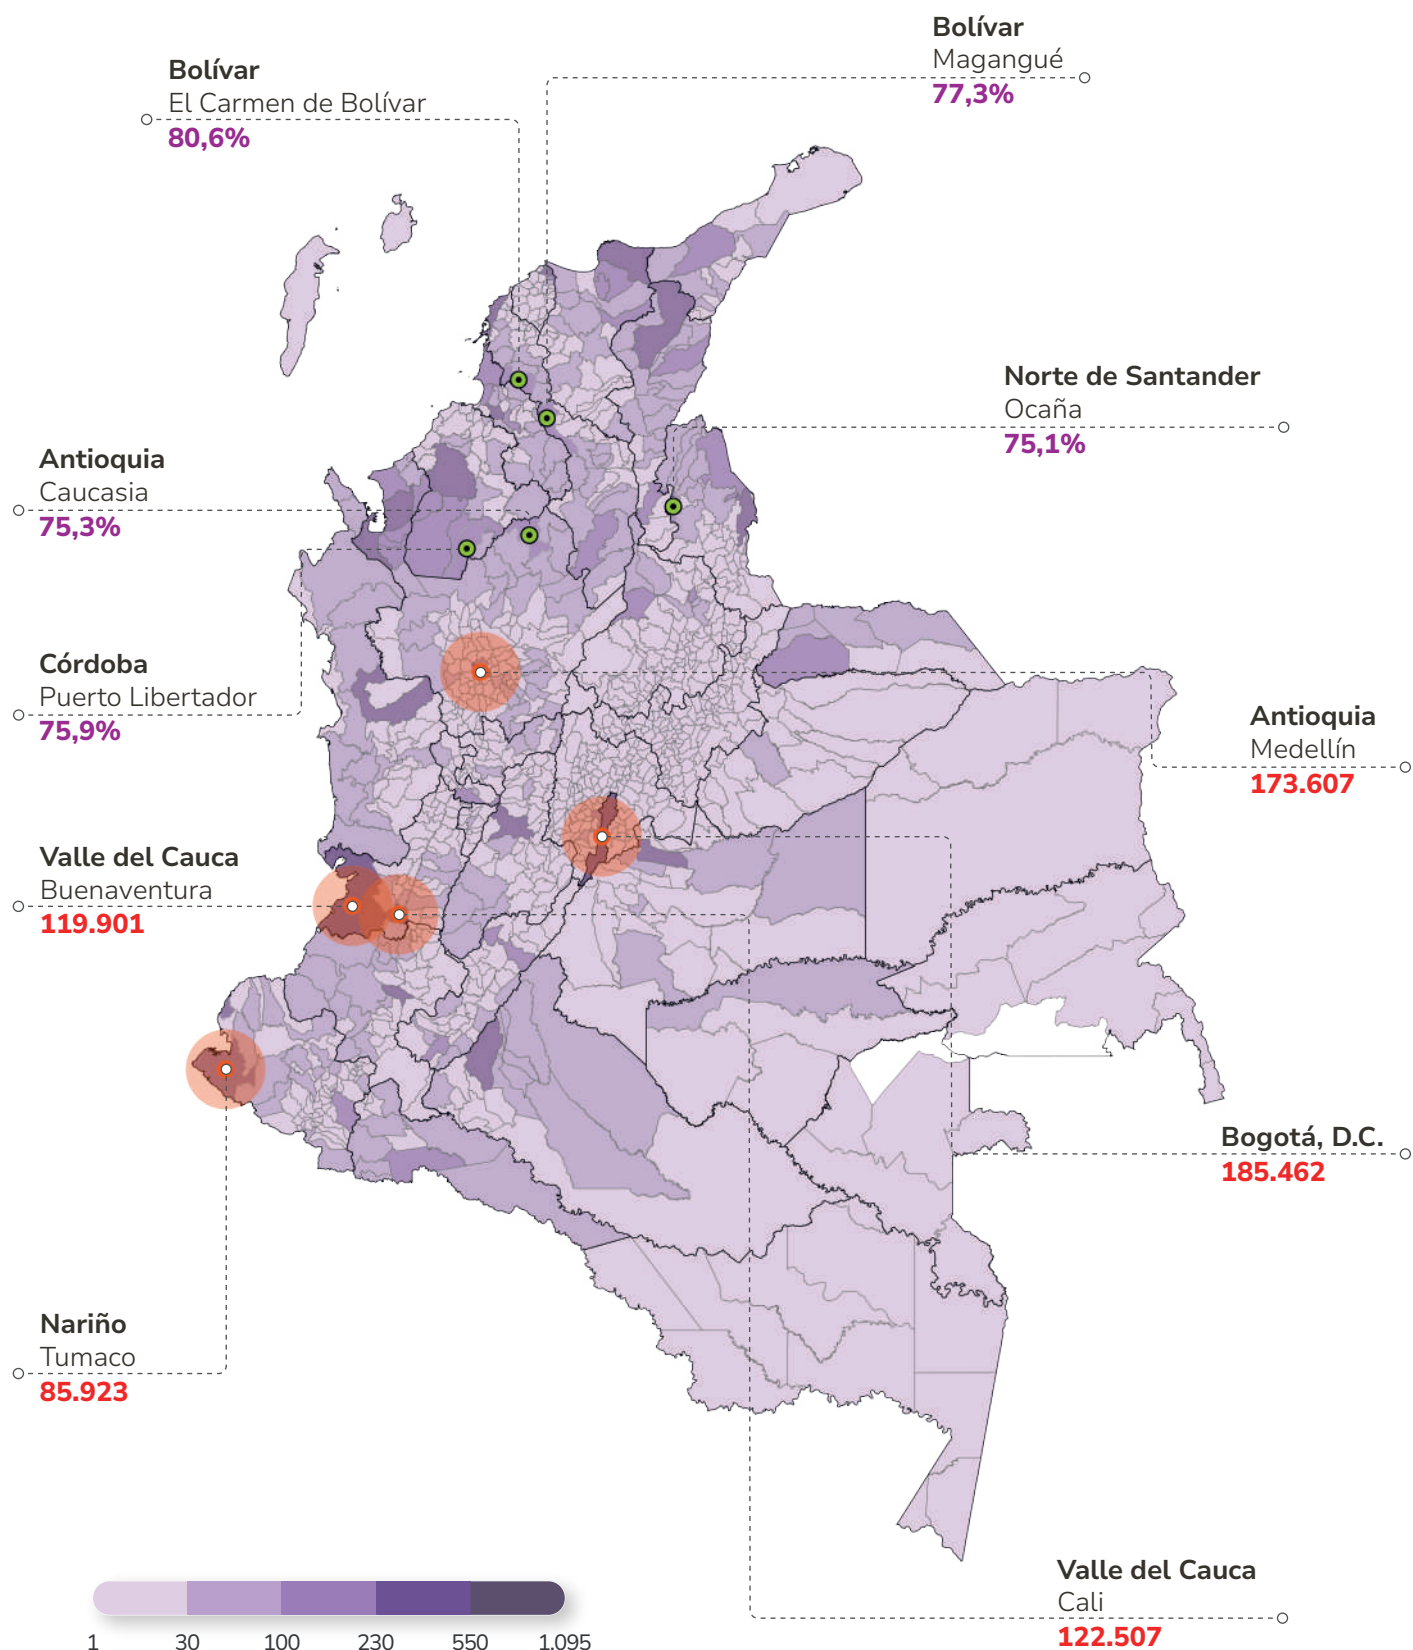 Bolívar
Magangué
77,3%
Bolívar
El Carmen de Bolívar
80,6%
Norte de Santander
Ocaña
75,1%
Antioquia
Caucasia
75,3%
Córdoba
Puerto Libertador
75,9%
Antioquia
Medellín
173.607
Valle del Cauca
Buenaventura
119.901
Bogotá, D.C.
185.462
Nariño
Tumaco
85.923
Valle del Cauca
Cali
122.507
1 30 100 230 550 1.095